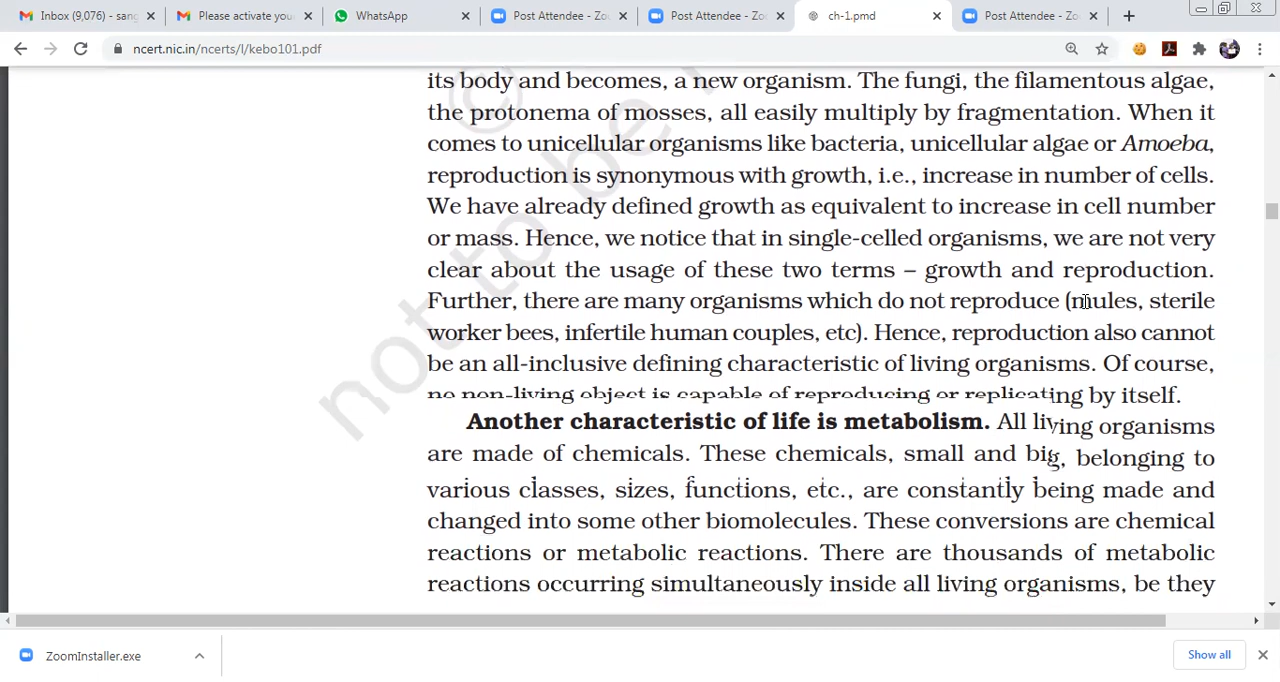 Inbox (9,076) - san
Please activate you
WhatsApp
Post Attendee - Zo
Post Attendee - Zo
ch-1.pmd
Post Attendee - Zo
ncert.nic.in/ncerts/l/kebo101.pdf
its body and becomes, a new organism. The fungi, the filamentous algae,
the protonema of mosses, all easily multiply by fragmentation. When it
comes to unicellular organisms like bacteria, unicellular algae or Amoeba,
reproduction is synonymous with growth, i.e., increase in number of cells.
We have already defined growth as equivalent to increase in cell number
or mass. Hence, we notice that in single-celled organisms, we are not very
clear about the usage of these two terms – growth and reproduction.
Further, there are many organisms which do not reproduce (mules, sterile
worker bees, infertile human couples, etc). Hence, reproduction also cannot
be an all-inclusive defining characteristic of living organisms. Of course,
no non-living object is capable of reproducing or replicating by itself.
Another characteristic of life is metabolism. All living organisms
are made of chemicals. These chemicals, small and big, belonging to
various classes, sizes, functions, etc., are constantly being made and
changed into some other biomolecules. These conversions are chemical
reactions or metabolic reactions. There are thousands of metabolic
reactions occurring simultaneously inside all living organisms, be they
©
not to be r
ZoomInstaller.exe
Show all